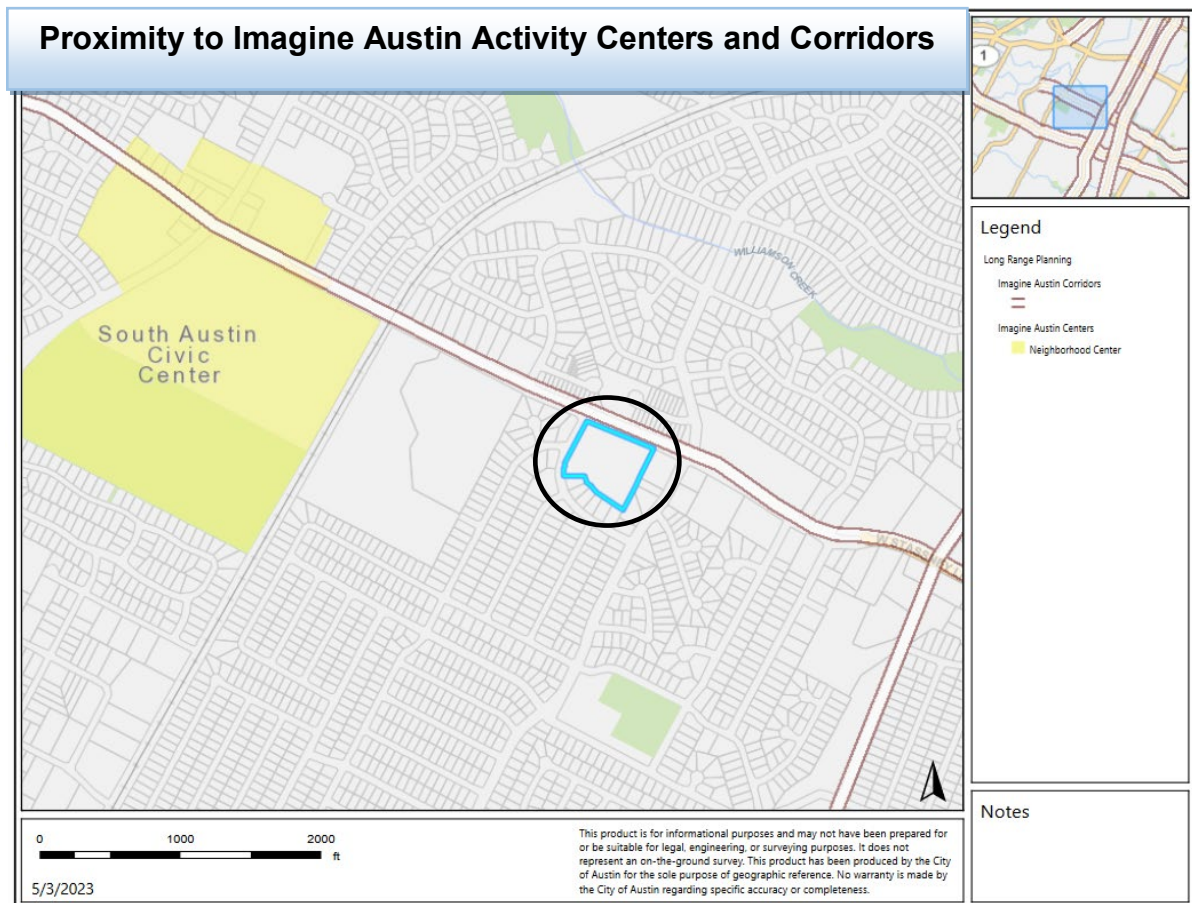 Proximity to Imagine Austin Activity Centers and Corridors
1
WILLIAMSON
CREEK
South Austin
Civic
Center
W STASSNEY L
Legend
Long Range Planning
Imagine Austin Corridors
Imagine Austin Centers
Neighborhood Center
Notes
0 1000 2000
ft
5/3/2023
This product is for informational purposes and may not have been prepared for
or be suitable for legal, engineering, or surveying purposes. It does not
represent an on-the-ground survey. This product has been produced by the City
of Austin for the sole purpose of geographic reference. No warranty is made by
the City of Austin regarding specific accuracy or completeness.